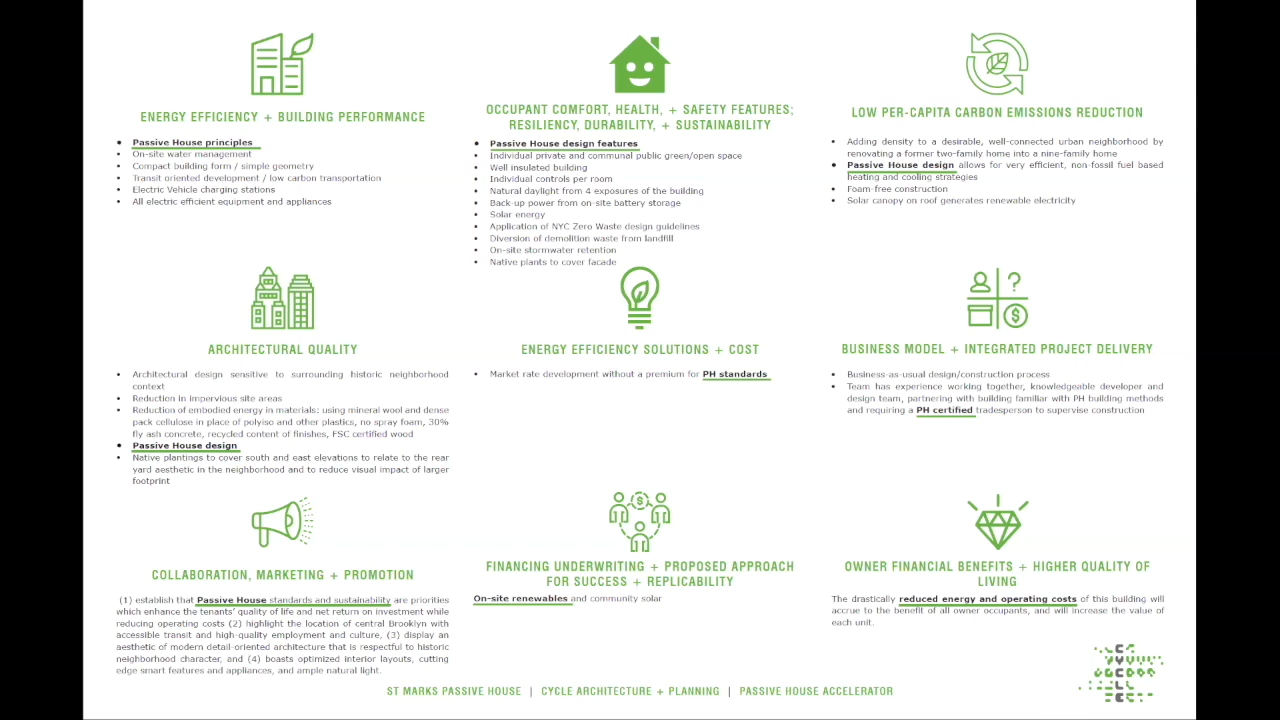 ENERGY EFFICIENCY + BUILDING PERFORMANCE
• Passive House principles
• On-site water management
• Compact building form / simple geometry
• Transit oriented development / low carbon transportation
• Electric Vehicle charging stations
• All electric efficient equipment and appliances
OCCUPANT COMFORT, HEALTH, + SAFETY FEATURES;
RESILIENCY, DURABILITY, + SUSTAINABILITY
• Passive House design features
• Individual private and communal public green/open space
• Well insulated building
• Individual controls per room
• Natural daylight from 4 exposures of the building
• Back-up power from on-site battery storage
• Solar energy
• Application of NYC Zero Waste design guidelines
• Diversion of demolition waste from landfill
• On-site stormwater retention
• Native plants to cover facade
LOW PER-CAPITA CARBON EMISSIONS REDUCTION
• Adding density to a desirable, well-connected urban neighborhood by
renovating a former two-family home into a nine-family home
• Passive House design allows for very efficient, non-fossil fuel based
heating and cooling strategies
• Foam-free construction
• Solar canopy on roof generates renewable electricity
ARCHITECTURAL QUALITY
• Architectural design sensitive to surrounding historic neighborhood
context
• Reduction in impervious site areas
• Reduction of embodied energy in materials: using mineral wool and dense
pack cellulose in place of polyiso and other plastics, no spray foam, 30%
fly ash concrete, recycled content of finishes, FSC certified wood
• Passive House design
• Native plantings to cover south and east elevations to relate to the rear
yard aesthetic in the neighborhood and to reduce visual impact of larger
footprint
ENERGY EFFICIENCY SOLUTIONS + COST
• Market rate development without a premium for PH standards
BUSINESS MODEL + INTEGRATED PROJECT DELIVERY
• Business-as-usual design/construction process
• Team has experience working together, knowledgeable developer and
design team, partnering with building familiar with PH building methods
and requiring a PH certified tradesperson to supervise construction
COLLABORATION, MARKETING + PROMOTION
(1) establish that Passive House standards and sustainability are priorities
which enhance the tenants' quality of life and net return on investment while
reducing operating costs (2) highlight the location of central Brooklyn with
accessible transit and high-quality employment and culture, (3) display an
aesthetic of modern detail-oriented architecture that is respectful to historic
neighborhood character, and (4) boasts optimized interior layouts, cutting
edge smart features and appliances, and ample natural light.
FINANCING UNDERWRITING + PROPOSED APPROACH
FOR SUCCESS + REPLICABILITY
On-site renewables and community solar
OWNER FINANCIAL BENEFITS + HIGHER QUALITY OF
LIVING
The drastically reduced energy and operating costs of this building will
accrue to the benefit of all owner occupants, and will increase the value of
each unit.
ST MARKS PASSIVE HOUSE | CYCLE ARCHITECTURE + PLANNING | PASSIVE HOUSE ACCELERATOR
CYCLE